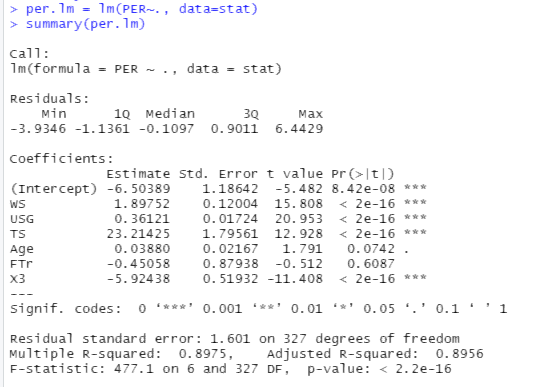 > per.lm = lm(PER~., data=stat)
> summary(per.lm)
Call:
lm(formula = PER ~ ., data = stat)
Residuals:
Min 1Q Median 3Q Max
-3.9346 -1.1361 -0.1097 0.9011 6.4429
Coefficients:
Estimate Std. Error t value Pr(>|t|)
(Intercept) -6.50389 1.18642 -5.482 8.42e-08 ***
WS 1.89752 0.12004 15.808 < 2e-16 ***
USG 0.36121 0.01724 20.953 < 2e-16 ***
TS 23.21425 1.79561 12.928 < 2e-16 ***
Age 0.03880 0.02167 1.791 0.0742 .
FTr -0.45058 0.87938 -0.512 0.6087
X3 -5.92438 0.51932 -11.408 < 2e-16 ***
---
Signif. codes: 0 ‘***’ 0.001 ‘**’ 0.01 ‘*’ 0.05 ‘.’ 0.1 ‘ ’ 1
Residual standard error: 1.601 on 327 degrees of freedom
Multiple R-squared: 0.8975, Adjusted R-squared: 0.8956
F-statistic: 477.1 on 6 and 327 DF, p-value: < 2.2e-16